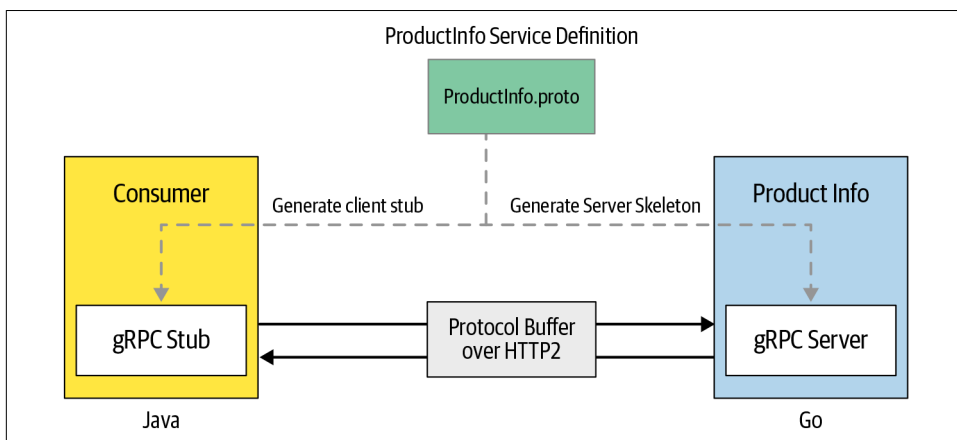 ProductInfo Service Definition
ProductInfo.proto
Consumer
Product Info
Generate client stub
Generate Server Skeleton
gRPC Stub
Protocol Buffer
over HTTP2
gRPC Server
Java
Go